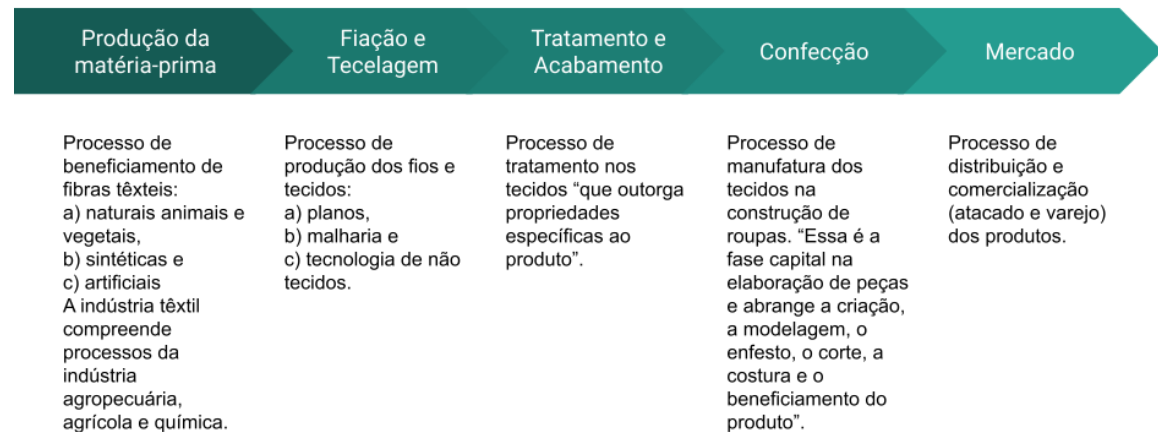 Produção da
matéria-prima
Fiação e
Tecelagem
Tratamento e
Acabamento
Confecção
Mercado
Processo de
beneficiamento de
fibras têxteis:
a) naturais animais e
vegetais,
b) sintéticas e
c) artificiais
A indústria têxtil
compreende
processos da
indústria
agropecuária,
agrícola e química.
Processo de
produção dos fios e
tecidos:
a) planos,
b) malharia e
c) tecnologia de não
tecidos.
Processo de
tratamento nos
tecidos “que outorga
propriedades
específicas ao
produto”.
Processo de
manufatura dos
tecidos na
construção de
roupas. “Essa é a
fase capital na
elaboração de peças
e abrange a criação,
a modelagem, o
enfesto, o corte, a
costura e o
beneficiamento do
produto”.
Processo de
distribuição e
comercialização
(atacado e varejo)
dos produtos.